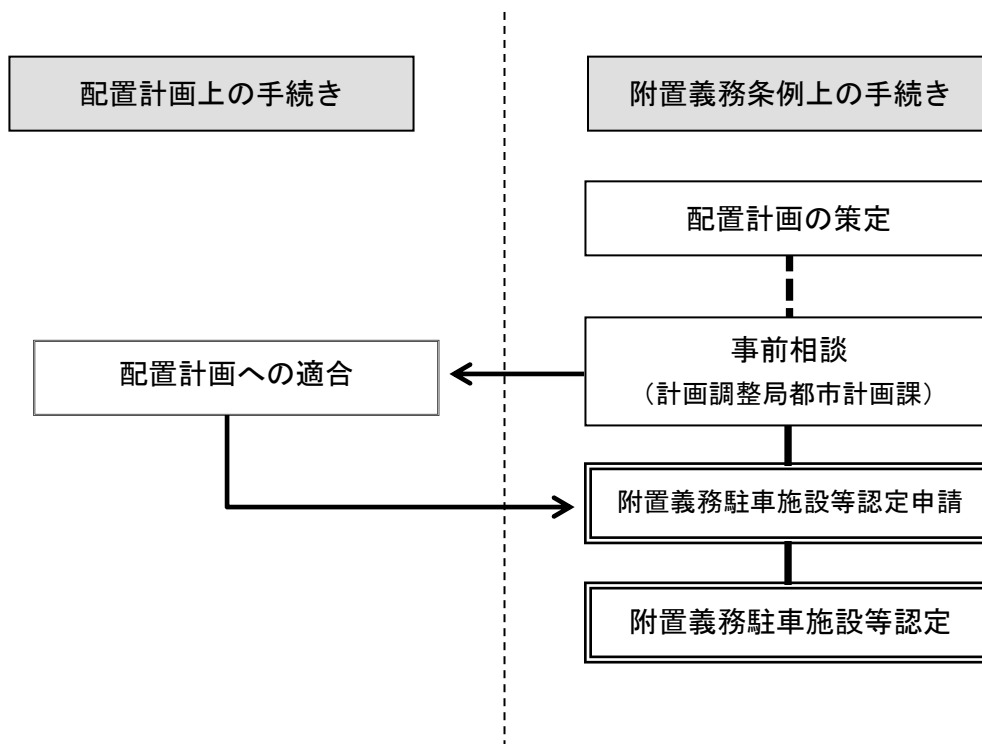 配置計画上の手続き
附置義務条例上の手続き
配置計画の策定
事前相談
（計画調整局都市計画課）
配置計画への適合
附置義務駐車施設等認定申請
附置義務駐車施設等認定